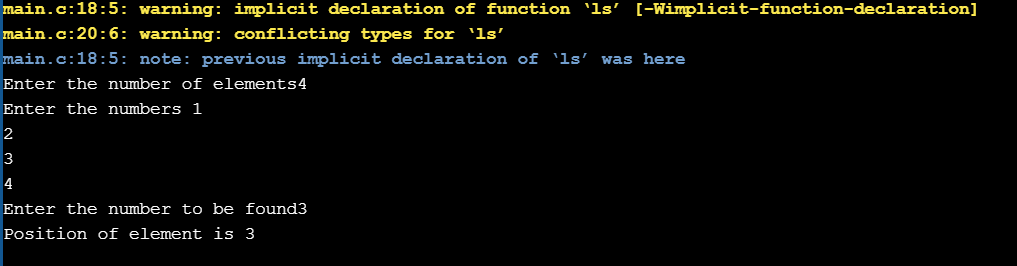 main.c:18:5: warning: implicit declaration of function ‘ls’ [-Wimplicit-function-declaration]
main.c:20:6: warning: conflicting types for ‘ls’
main.c:18:5: note: previous implicit declaration of ‘ls’ was here
Enter the number of elements4
Enter the numbers 1
2
3
4
Enter the number to be found3
Position of element is 3